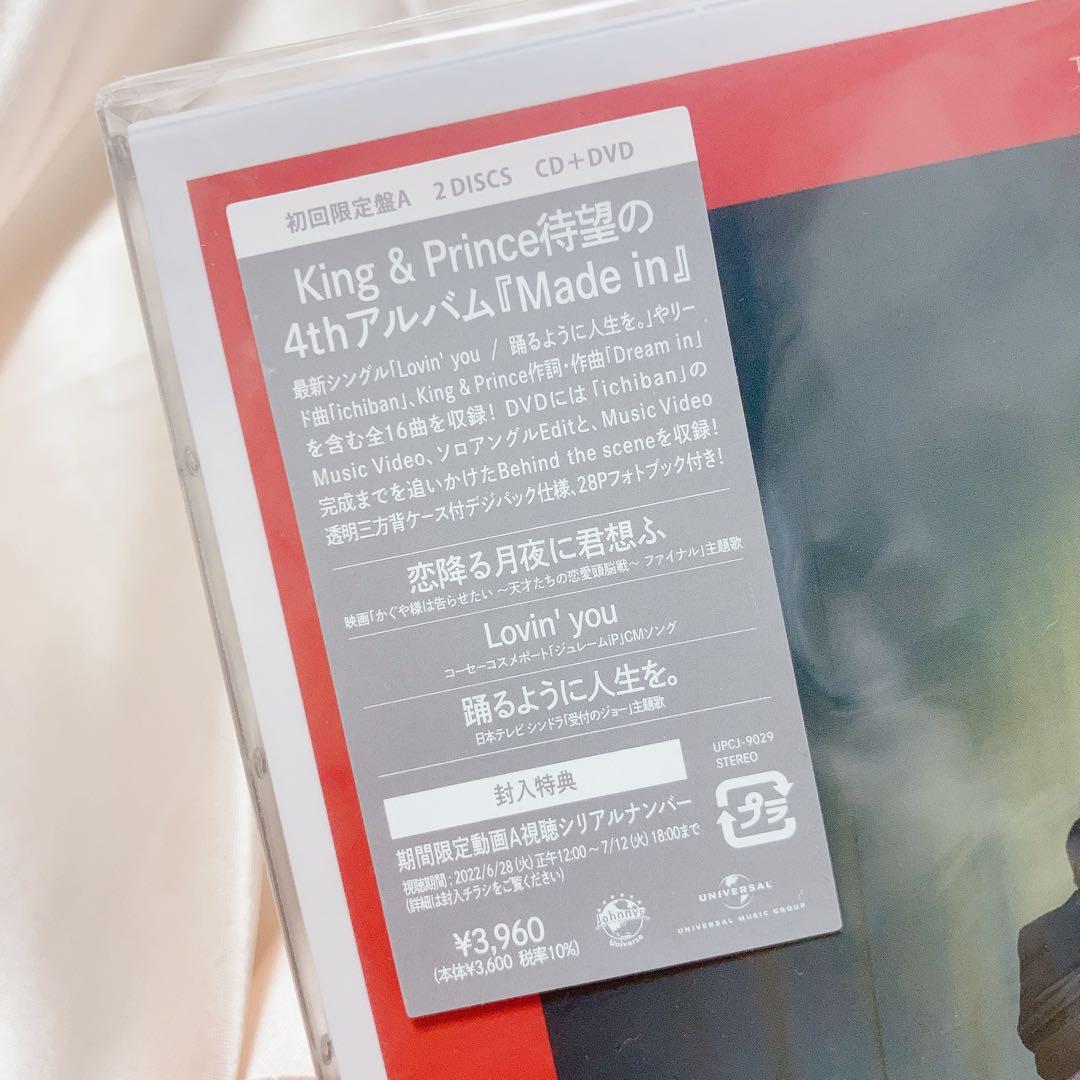 初回限定盤A 2 DISCS CD+DVD
King & Prince待望の
4thアルバム『Made in』
最新シングル「Lovin' you / 踊るように人生を。」やリー
ド曲「ichiban」、King & Prince作詞・作曲「Dream in」
を含む全16曲を収録! DVDには「ichiban」の
Music Video、ソロアングルEditと、Music Video
完成までを追いかけたBehind the sceneを収録!
透明三方背ケース付デジパック仕様、28Pフォトブック付き!
恋降る月夜に君想ふ
映画「かぐや様は告らせたい ～天才たちの恋愛頭脳戦～ ファイナル」主題歌
Lovin' you
コーセーコスメポート「ジュレームiP」CMソング
踊るように人生を。
日本テレビ シンドラ「受付のジョー」主題歌
封入特典
期間限定動画A視聴シリアルナンバー
視聴期間:2022/6/28(火)正午12:00～7/12(火)18:00まで
(詳細は封入チラシをご覧ください)
¥3,960
(本体¥3,600 税率10%)
UPCJ-9029
STEREO
プラ
Johnnys'
Universe
UNIVERSAL
UNIVERSAL MUSIC GROUP